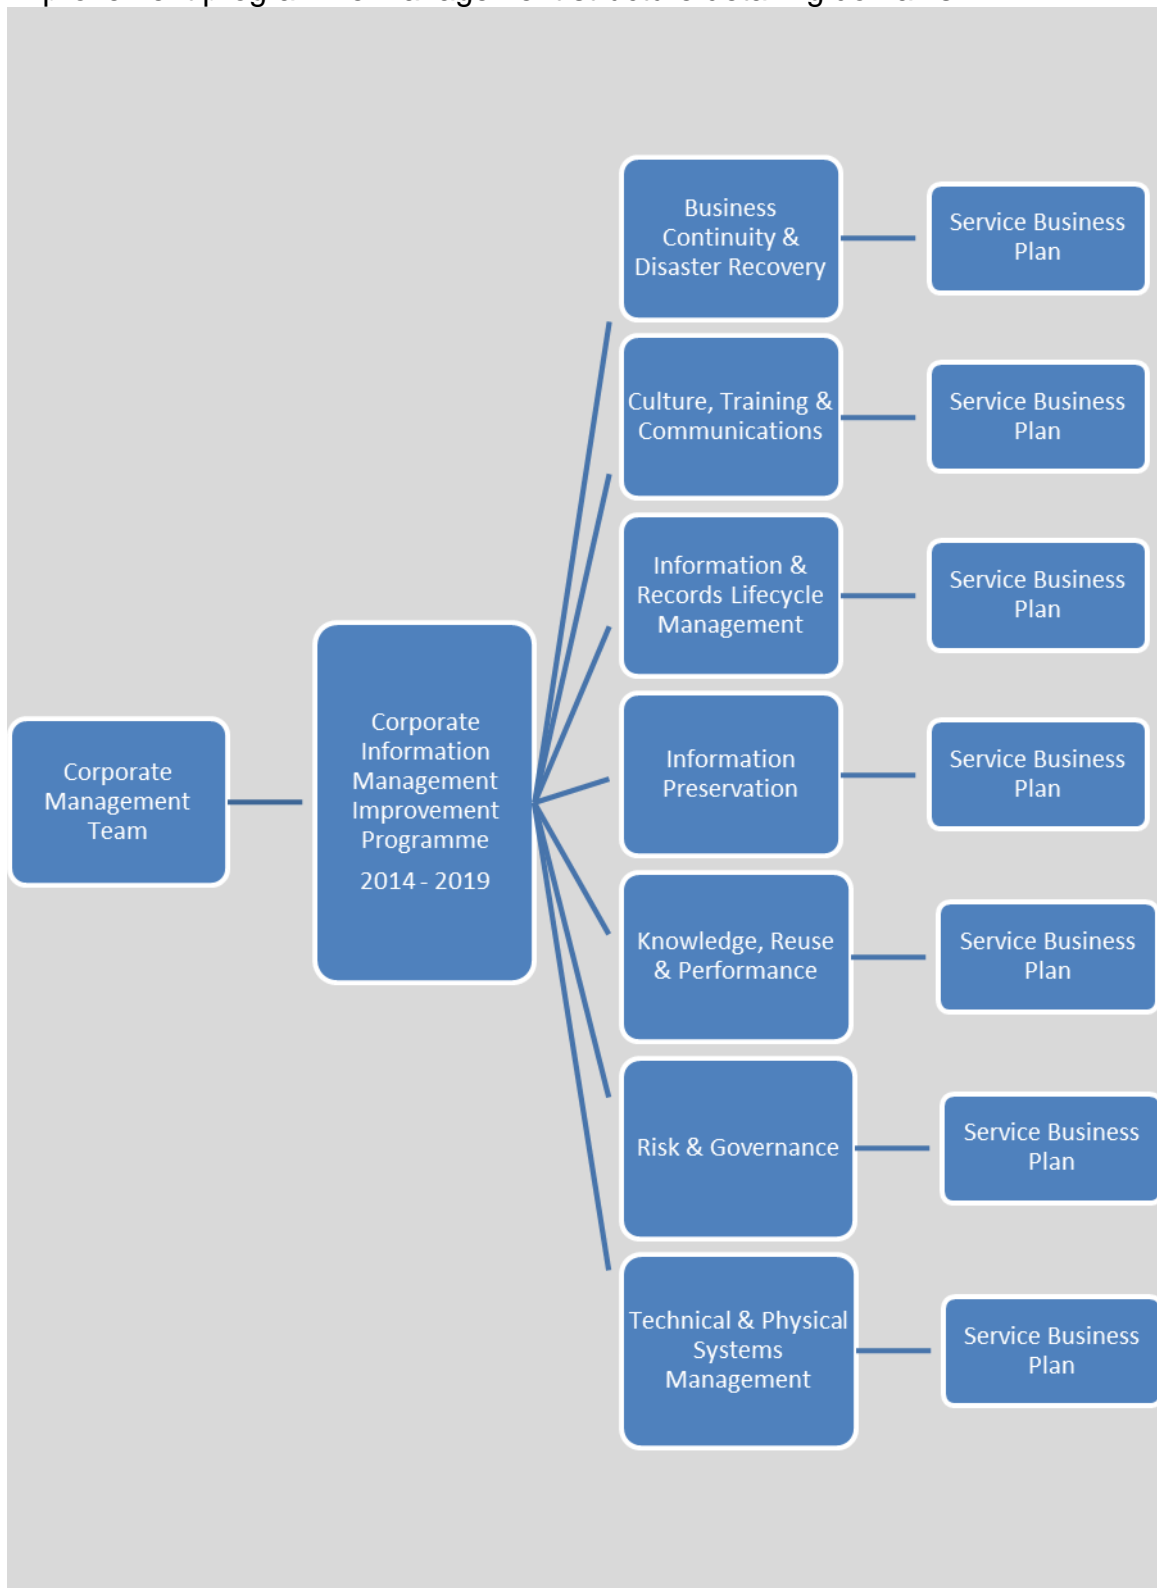 Business
Continuity &
Disaster Recovery
Service Business
Plan
Culture, Training &
Communications
Service Business
Plan
Information &
Records Lifecycle
Management
Service Business
Plan
Corporate
Management
Team
Corporate
Information
Management
Improvement
Programme
2014 - 2019
Information
Preservation
Service Business
Plan
Knowledge, Reuse
& Performance
Service Business
Plan
Risk & Governance
Service Business
Plan
Technical & Physical
Systems
Management
Service Business
Plan